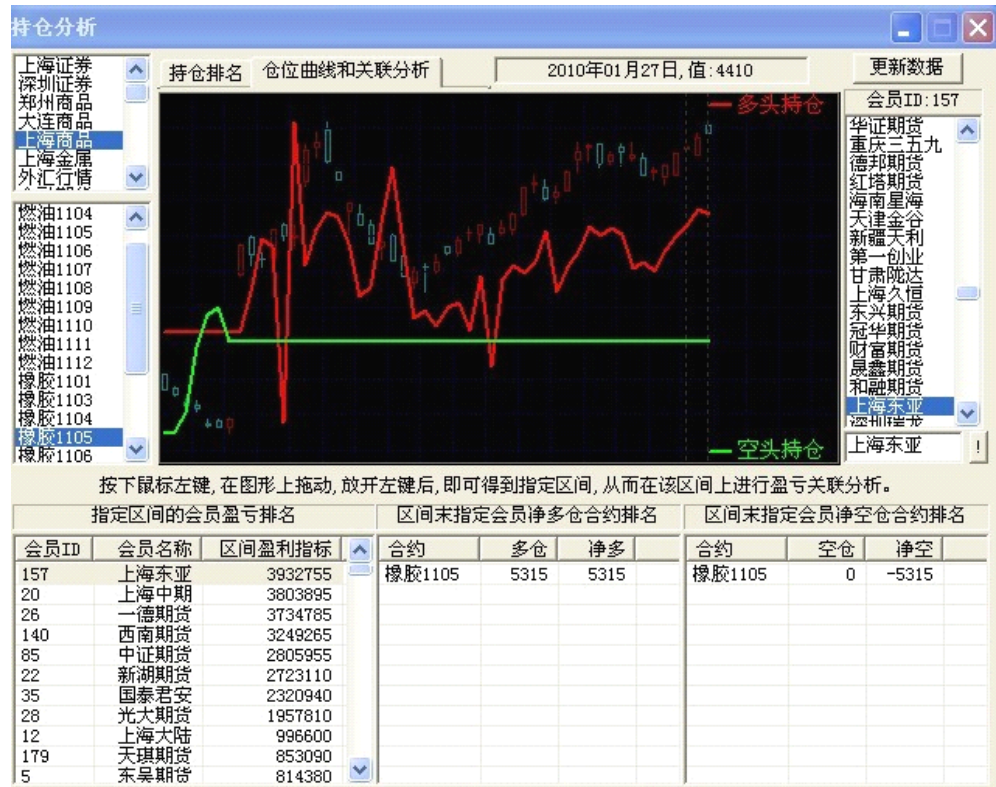 持仓分析
上海证券
深圳证券
郑州商品
大连商品
上海商品
上海金属
外汇行情
燃油1104
燃油1105
燃油1106
燃油1107
燃油1108
燃油1109
燃油1110
燃油1111
燃油1112
橡胶1101
橡胶1103
橡胶1104
橡胶1105
橡胶1106
持仓排名 仓位曲线和关联分析 2010年01月27日,值:4410 更新数据
多头持仓
空头持仓
会员ID:157
华证期货
重庆三五九
德邦期货
红塔期货
海南星海
天津金谷
新疆天利
第一创业
甘肃陇达
上海久恒
东兴期货
冠华期货
财富期货
晟鑫期货
和融期货
上海东亚
深圳瑞龙
上海东亚 !
按下鼠标左键,在图形上拖动,放开左键后,即可得到指定区间,从而在该区间上进行盈亏关联分析。
指定区间的会员盈亏排名
会员ID 会员名称 区间盈利指标
157 上海东亚 3932755
20 上海中期 3803895
26 一德期货 3734785
140 西南期货 3249265
85 中证期货 2805955
22 新湖期货 2723110
35 国泰君安 2320940
28 光大期货 1957810
12 上海大陆 996600
179 天琪期货 853090
5 东吴期货 814380
区间末指定会员净多仓合约排名
合约 多仓 净多
橡胶1105 5315 5315
区间末指定会员净空仓合约排名
合约 空仓 净空
橡胶1105 0 -5315